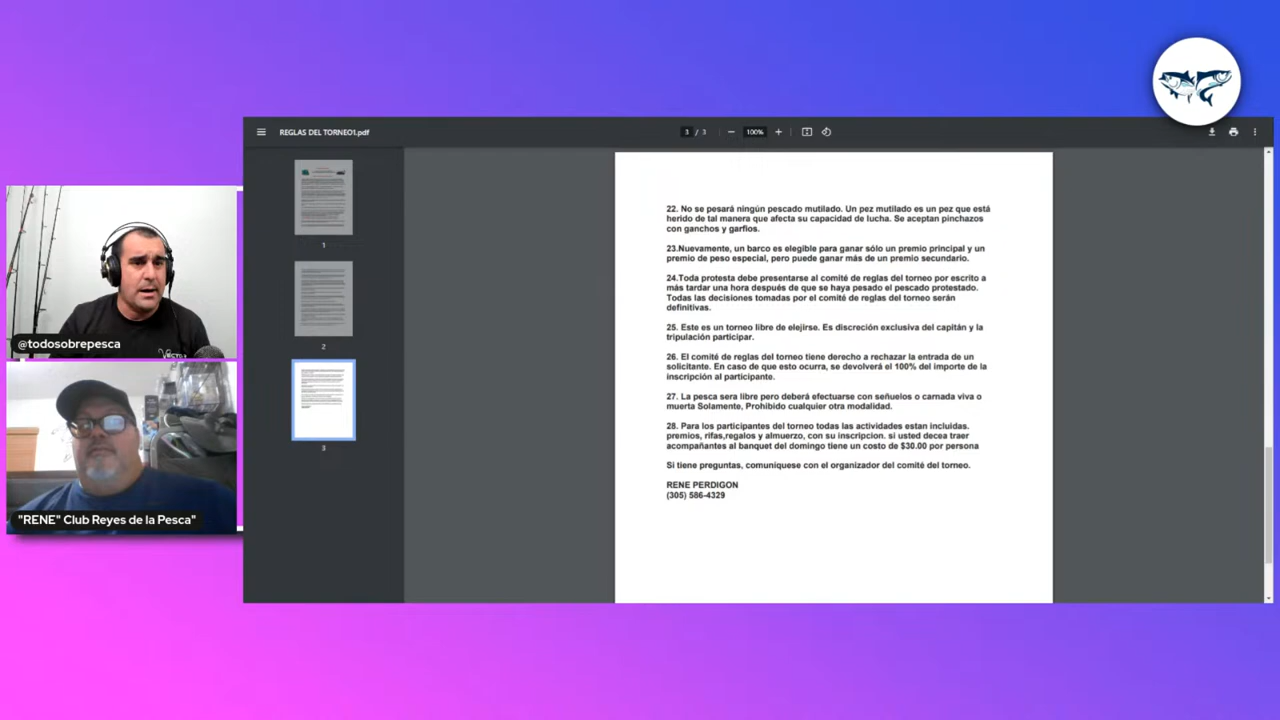 REGLAS DEL TORNEO1.pdf
3 / 3
100%
1
2
3
22. No se pesará ningún pescado mutilado. Un pez mutilado es un pez que está
herido de tal manera que afecta su capacidad de lucha. Se aceptan pinchazos
con ganchos y garfios.
23.Nuevamente, un barco es elegible para ganar sólo un premio principal y un
premio de peso especial, pero puede ganar más de un premio secundario.
24.Toda protesta debe presentarse al comité de reglas del torneo por escrito a
más tardar una hora después de que se haya pesado el pescado protestado.
Todas las decisiones tomadas por el comité de reglas del torneo serán
definitivas.
25. Este es un torneo libre de elejirse. Es discreción exclusiva del capitán y la
tripulación participar.
26. El comité de reglas del torneo tiene derecho a rechazar la entrada de un
solicitante. En caso de que esto ocurra, se devolverá el 100% del importe de la
inscripción al participante.
27. La pesca sera libre pero deberá efectuarse con señuelos o carnada viva o
muerta Solamente, Prohibido cualquier otra modalidad.
28. Para los participantes del torneo todas las actividades estan incluidas.
premios, rifas,regalos y almuerzo, con su inscripcion. si usted decea traer
acompañantes al banquet del domingo tiene un costo de $30.00 por persona
Si tiene preguntas, comuníquese con el organizador del comité del torneo.
RENE PERDIGON
(305) 586-4329
@todosobrepesca
"RENE" Club Reyes de la Pesca"